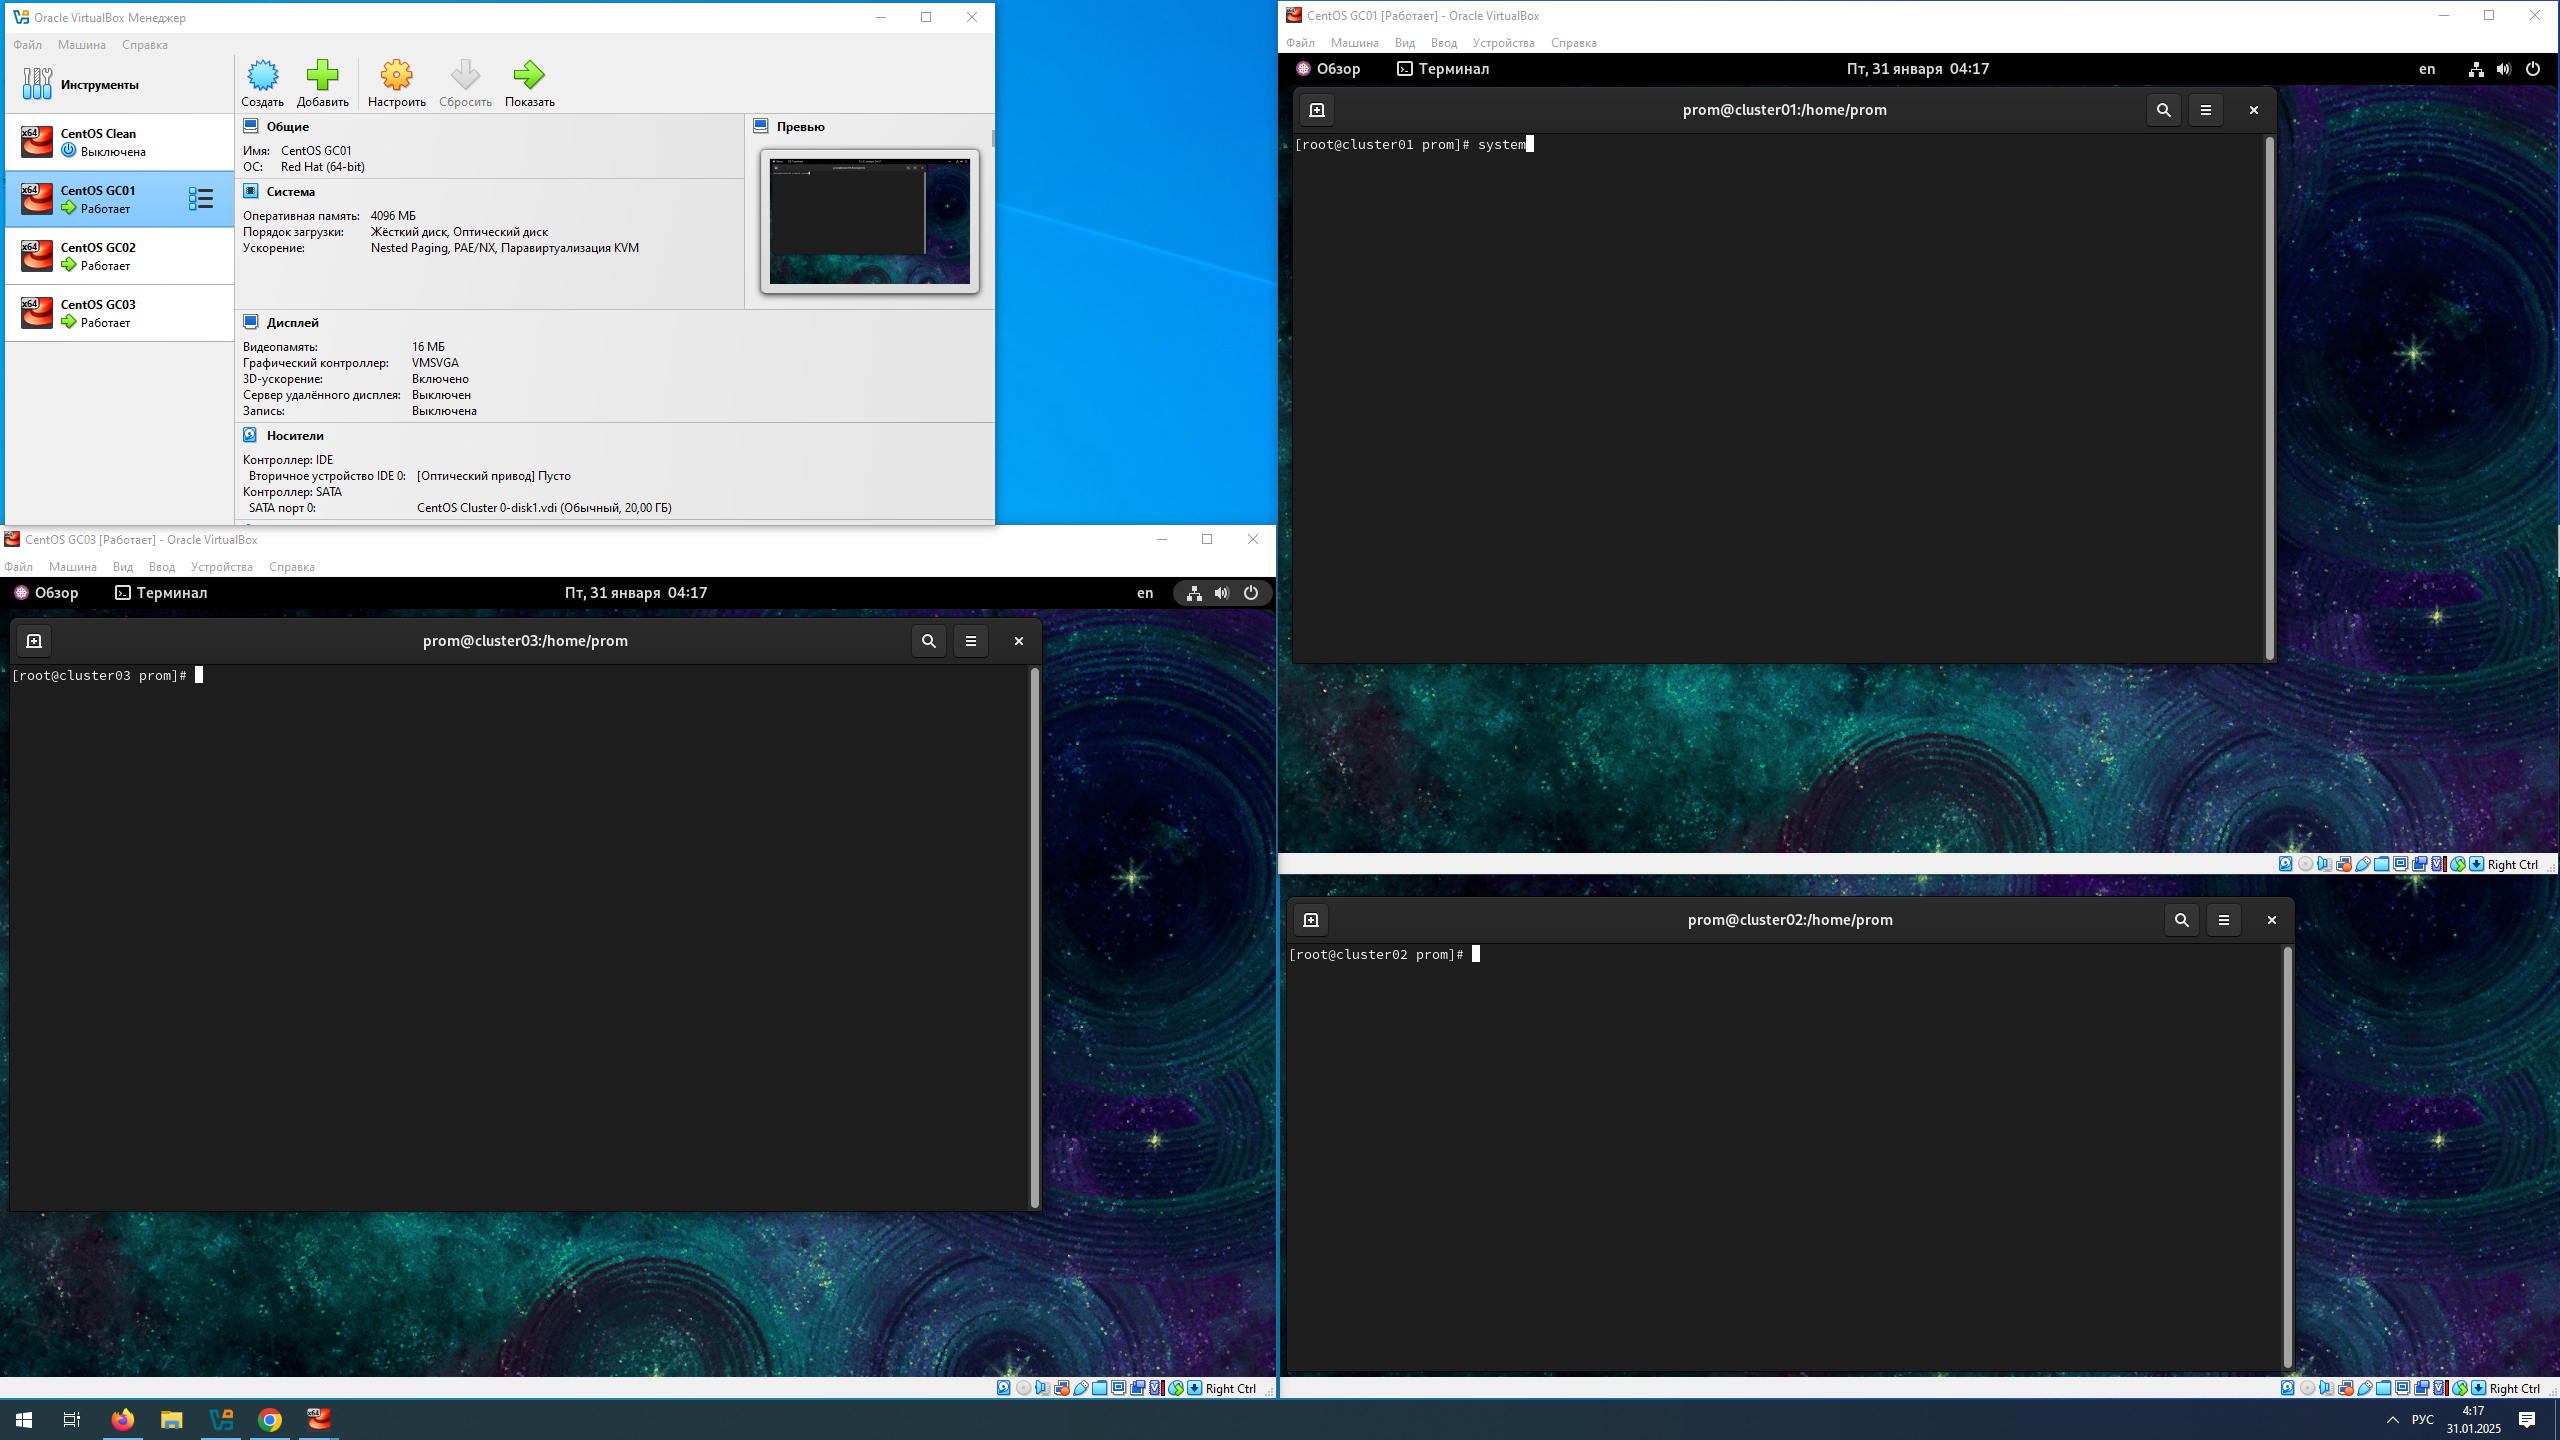 Oracle VirtualBox Менеджер
Файл Машина Справка
Инструменты
Создать Добавить Настроить Сбросить Показать
CentOS Clean
Выключена
CentOS GC01
Работает
CentOS GC02
Работает
CentOS GC03
Работает
Общие
Имя: CentOS GC01
ОС: Red Hat (64-bit)
Система
Оперативная память: 4096 МБ
Порядок загрузки: Жёсткий диск, Оптический диск
Ускорение: Nested Paging, PAE/NX, Паравиртуализация KVM
Превью
Дисплей
Видеопамять: 16 МБ
Графический контроллер: VMSVGA
3D-ускорение: Включено
Сервер удалённого дисплея: Выключен
Запись: Выключена
Носители
Контроллер: IDE
Вторичное устройство IDE 0: [Оптический привод] Пусто
Контроллер: SATA
SATA порт 0: CentOS Cluster 0-disk1.vdi (Обычный, 20,00 ГБ)
CentOS GC01 [Работает] - Oracle VirtualBox
Файл Машина Вид Ввод Устройства Справка
Обзор Терминал Пт, 31 января 04:17 en
prom@cluster01:/home/prom
[root@cluster01 prom]# system
Right Ctrl
CentOS GC03 [Работает] - Oracle VirtualBox
Файл Машина Вид Ввод Устройства Справка
Обзор Терминал Пт, 31 января 04:17 en
prom@cluster03:/home/prom
[root@cluster03 prom]#
Right Ctrl
prom@cluster02:/home/prom
[root@cluster02 prom]#
Right Ctrl
РУС 4:17
31.01.2025